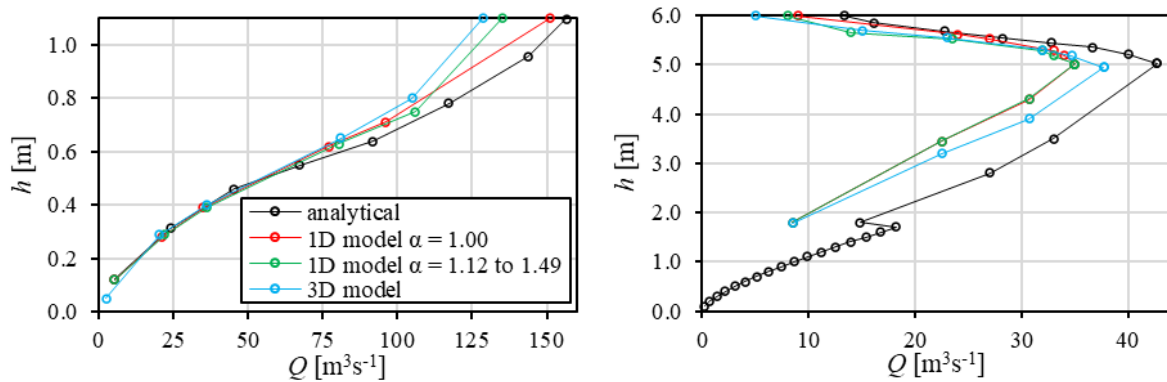 1.0
0.8
0.6
0.4
0.2
0.0
h [m]
0 25 50 75 100 125 150
Q [m³s⁻¹]
analytical
1D model α = 1.00
1D model α = 1.12 to 1.49
3D model
6.0
5.0
4.0
3.0
2.0
1.0
0.0
h [m]
0 10 20 30 40
Q [m³s⁻¹]